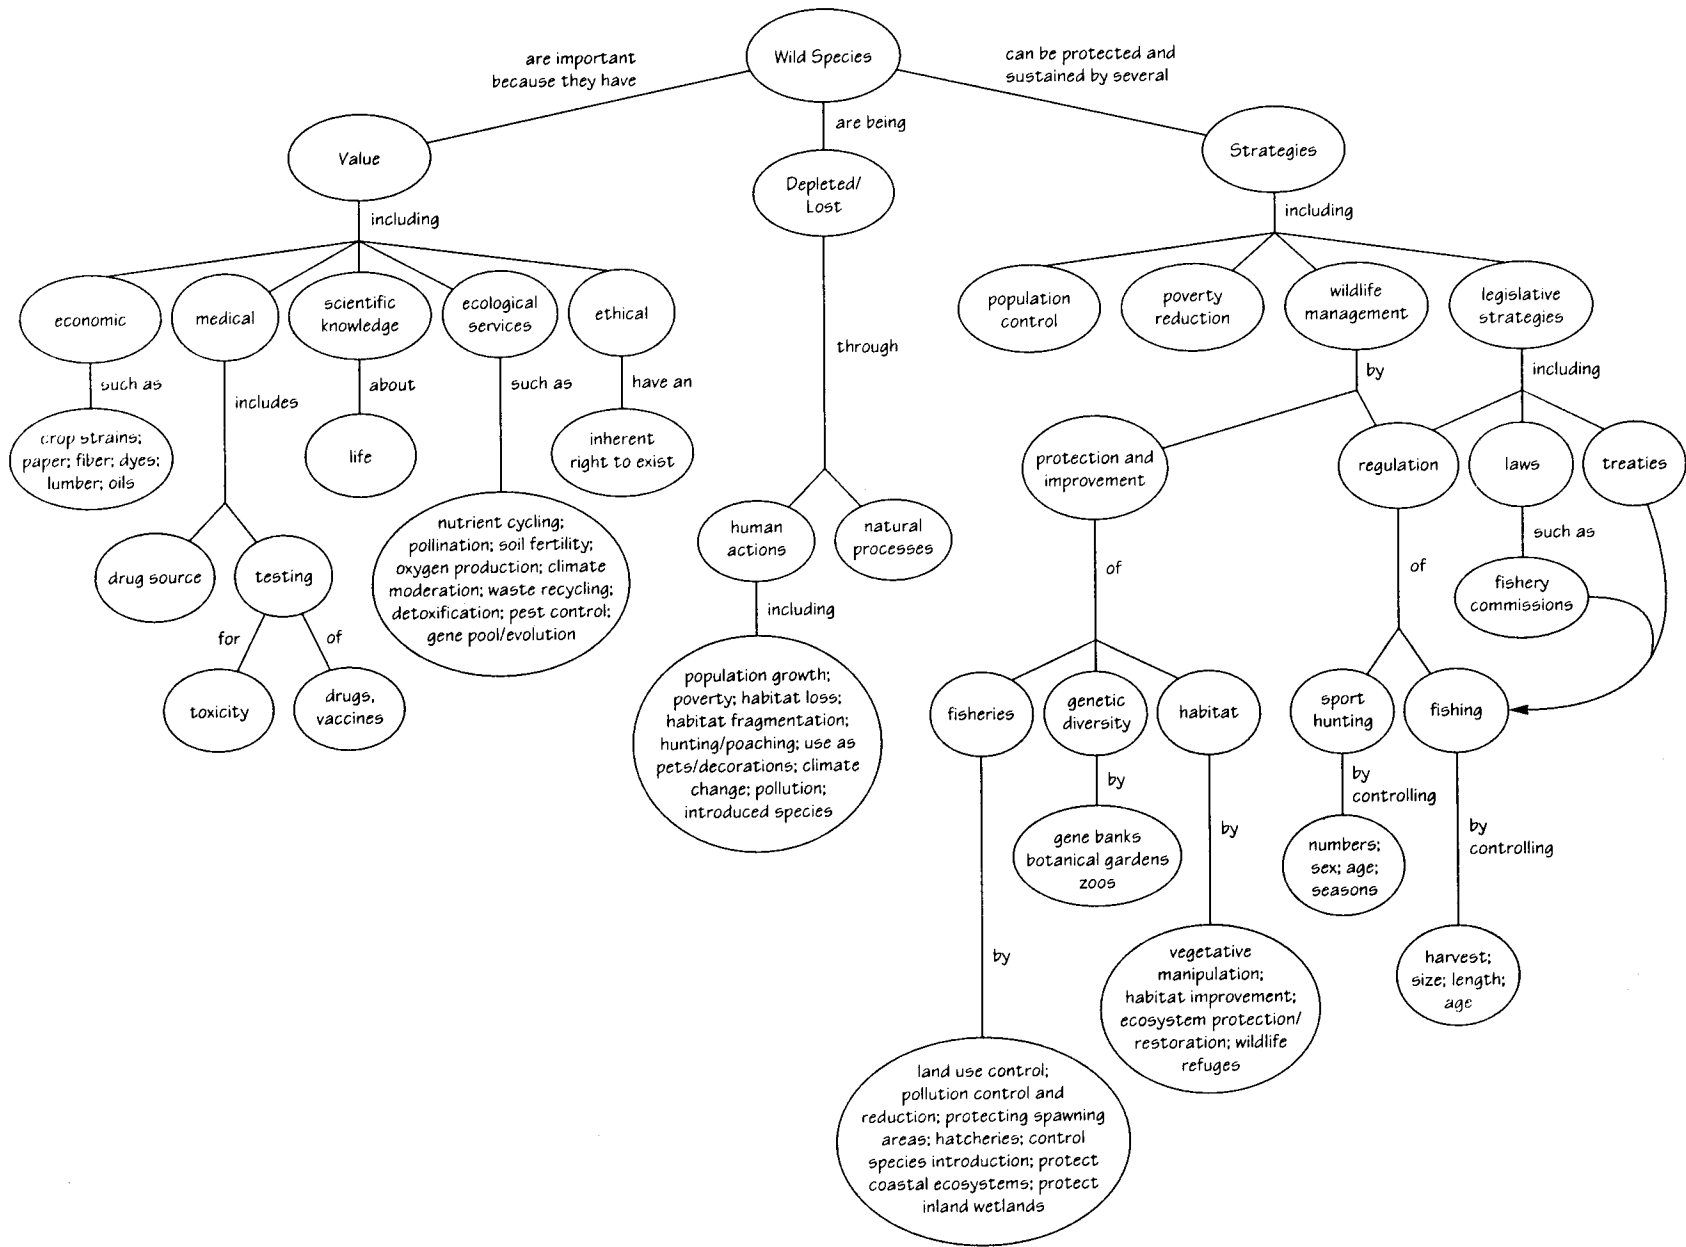 Wild Species
are important
because they have
can be protected and
sustained by several
are being
Value
Depleted/
Lost
Strategies
including
including
economic
medical
scientific
knowledge
ecological
services
ethical
population
control
poverty
reduction
wildlife
management
legislative
strategies
such as
includes
about
such as
have an
through
by
including
crop strains;
paper; fiber; dyes;
lumber; oils
life
inherent
right to exist
protection and
improvement
regulation
laws
treaties
nutrient cycling;
pollination; soil fertility;
oxygen production; climate
moderation; waste recycling;
detoxification; pest control;
gene pool/evolution
human
actions
natural
processes
such as
drug source
testing
of
of
fishery
commissions
for
of
including
toxicity
drugs,
vaccines
population growth;
poverty; habitat loss;
habitat fragmentation;
hunting/poaching; use as
pets/decorations; climate
change; pollution;
introduced species
fisheries
genetic
diversity
habitat
sport
hunting
fishing
by
by
controlling
by
by
controlling
gene banks
botanical gardens
zoos
numbers;
sex; age;
seasons
by
vegetative
manipulation;
habitat improvement;
ecosystem protection/
restoration; wildlife
refuges
harvest;
size; length;
age
land use control;
pollution control and
reduction; protecting spawning
areas; hatcheries; control
species introduction; protect
coastal ecosystems; protect
inland wetlands